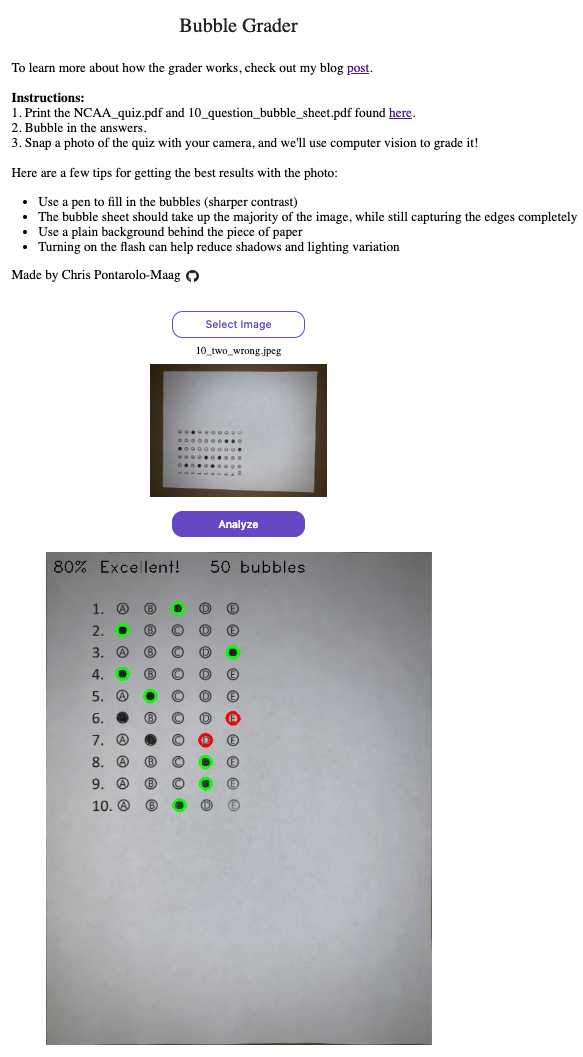 Bubble Grader
To learn more about how the grader works, check out my blog post.
Instructions:
1. Print the NCAA_quiz.pdf and 10_question_bubble_sheet.pdf found here.
2. Bubble in the answers.
3. Snap a photo of the quiz with your camera, and we'll use computer vision to grade it!
Here are a few tips for getting the best results with the photo:
• Use a pen to fill in the bubbles (sharper contrast)
• The bubble sheet should take up the majority of the image, while still capturing the edges completely
• Use a plain background behind the piece of paper
• Turning on the flash can help reduce shadows and lighting variation
Made by Chris Pontarolo-Maag
Select Image
10_two_wrong.jpeg
Analyze
80% Excellent! 50 bubbles
1. A B D E
2. B C D E
3. A B C D
4. B C D E
5. A C D E
6. B C D E
7. A C D E
8. A B C E
9. A B C E
10. A B D E